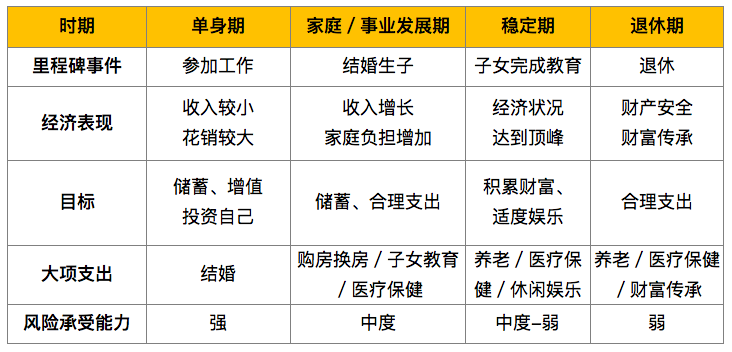 时期 单身期 家庭／事业发展期 稳定期 退休期
里程碑事件 参加工作 结婚生子 子女完成教育 退休
经济表现 收入较小 收入增长 经济状况 财产安全
花销较大 家庭负担增加 达到顶峰 财富传承
目标 储蓄、增值 储蓄、合理支出 积累财富、 合理支出
投资自己 适度娱乐
大项支出 结婚 购房换房／子女教育 养老／医疗保 养老／医疗保健
／医疗保健 健／休闲娱乐 ／财富传承
风险承受能力 强 中度 中度–弱 弱